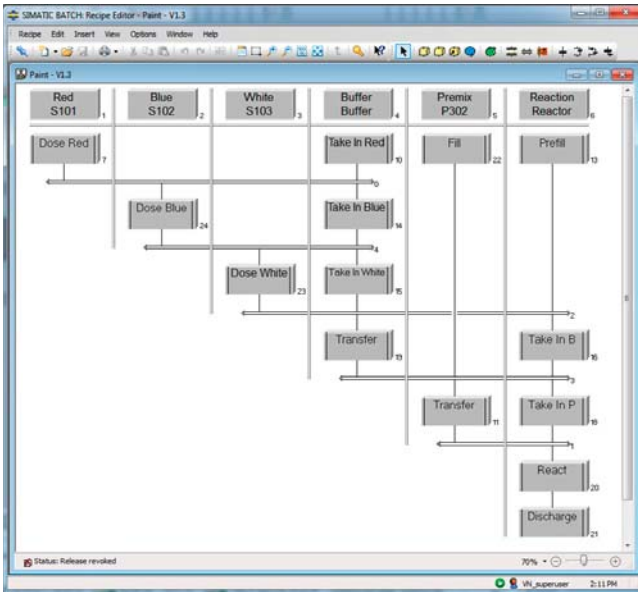 SIMATIC BATCH: Recipe Editor - Paint - V1.3
Recipe Edit Insert View Options Window Help
Paint - V1.3
Red
S101
1
Blue
S102
2
White
S103
3
Buffer
Buffer
4
Premix
P302
5
Reaction
Reactor
6
Dose Red
7
Take In Red
10
Fill
22
Prefill
13
0
Dose Blue
24
Take In Blue
14
4
Dose White
23
Take In White
15
2
Transfer
19
Take In B
16
3
Transfer
11
Take In P
18
1
React
20
Discharge
21
Status: Release revoked
70%
VN_superuser
2:11 PM